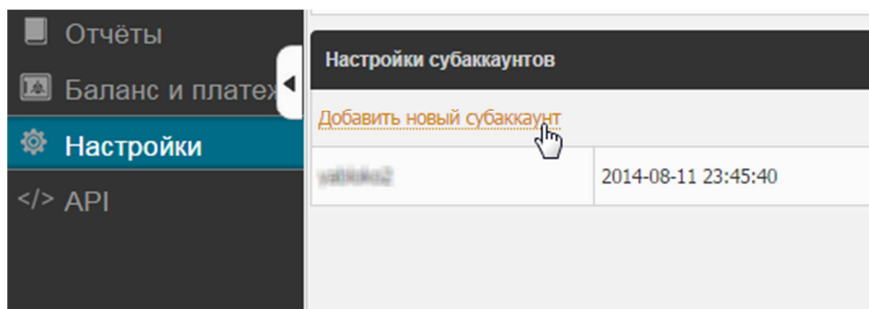 Отчёты
Баланс и платеж
Настройки
</> API
Настройки субаккаунтов
Добавить новый субаккаунт
2014-08-11 23:45:40